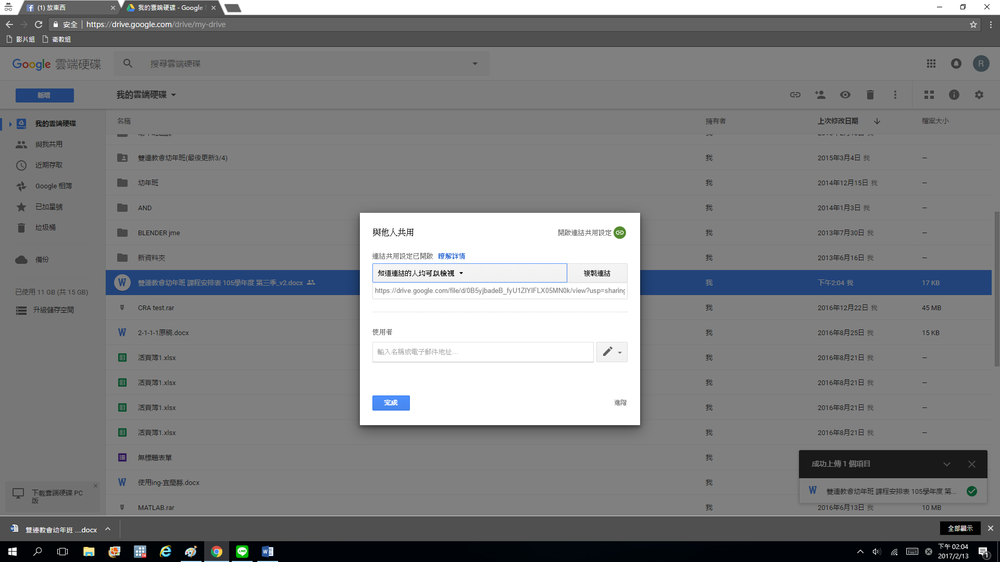 (1) 放東西
我的雲端硬碟 - Google
安全
https://drive.google.com/drive/my-drive
影片組
衛教組
Google 雲端硬碟
搜尋雲端硬碟
R
新增
我的雲端硬碟
我的雲端硬碟
與我共用
近期存取
Google 相簿
已加星號
垃圾桶
備份
已使用 11 GB (共 15 GB)
升級儲存空間
下載雲端硬碟 PC
版
名稱 擁有者 上次修改日期 檔案大小
雙連教會幼年班(最後更新3/4) 我 2015年3月4日 我 –
幼年班 我 2014年12月15日 我 –
AND 我 2014年1月3日 我 –
BLENDER jme 我 2013年7月30日 我 –
新資料夾 我 2013年6月16日 我 –
雙連教會幼年班 課程安排表 105學年度 第三季_v2.docx 我 下午2:04 我 17 KB
CRA test.rar 我 2016年12月22日 我 45 MB
2-1-1-1原稿.docx 我 2016年8月25日 我 15 KB
活頁簿1.xlsx 我 2016年8月21日 我 –
活頁簿1.xlsx 我 2016年8月21日 我 –
活頁簿1.xlsx 我 2016年8月21日 我 –
活頁簿1.xlsx 我 2016年8月21日 我 –
無標題表單 我
使用ing-宜蘭縣.docx 我
MATLAB.rar 我 2016年6月13日 我 10 MB
與他人共用
開啟連結共用設定
連結共用設定已開啟 瞭解詳情
知道連結的人均可以檢視
複製連結
https://drive.google.com/file/d/0B5yjbadeB_fyU1ZIYlFLX05MN0k/view?usp=sharing
使用者
輸入名稱或電子郵件地址...
完成
進階
成功上傳 1 個項目
雙連教會幼年班 課程安排表 105學年度 第...
雙連教會幼年班 ....docx
全部顯示
下午 02:04
2017/2/13